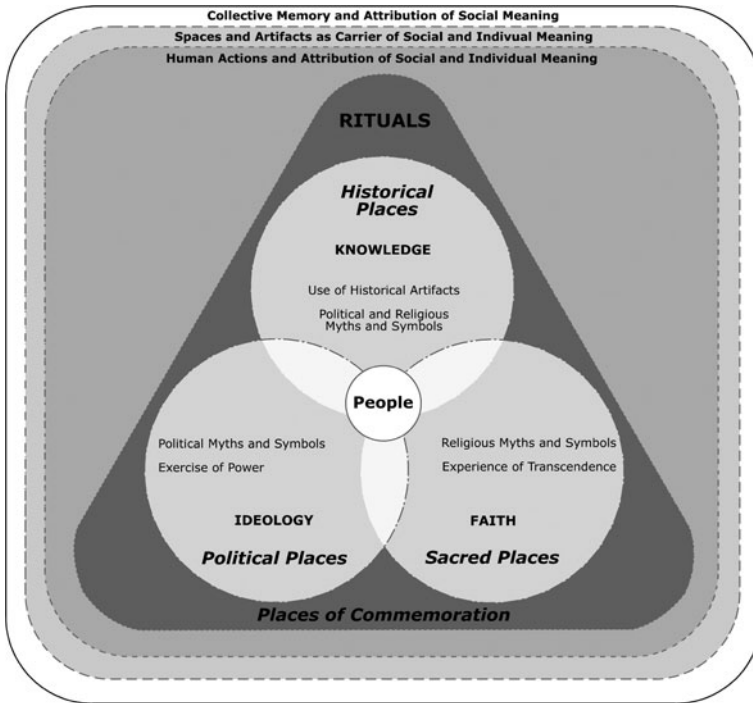 Collective Memory and Attribution of Social Meaning
Spaces and Artifacts as Carrier of Social and Indivual Meaning
Human Actions and Attribution of Social and Individual Meaning
RITUALS
Historical
Places
KNOWLEDGE
Use of Historical Artifacts
Political and Religious
Myths and Symbols
People
Political Myths and Symbols
Exercise of Power
IDEOLOGY
Political Places
Religious Myths and Symbols
Experience of Transcendence
FAITH
Sacred Places
Places of Commemoration